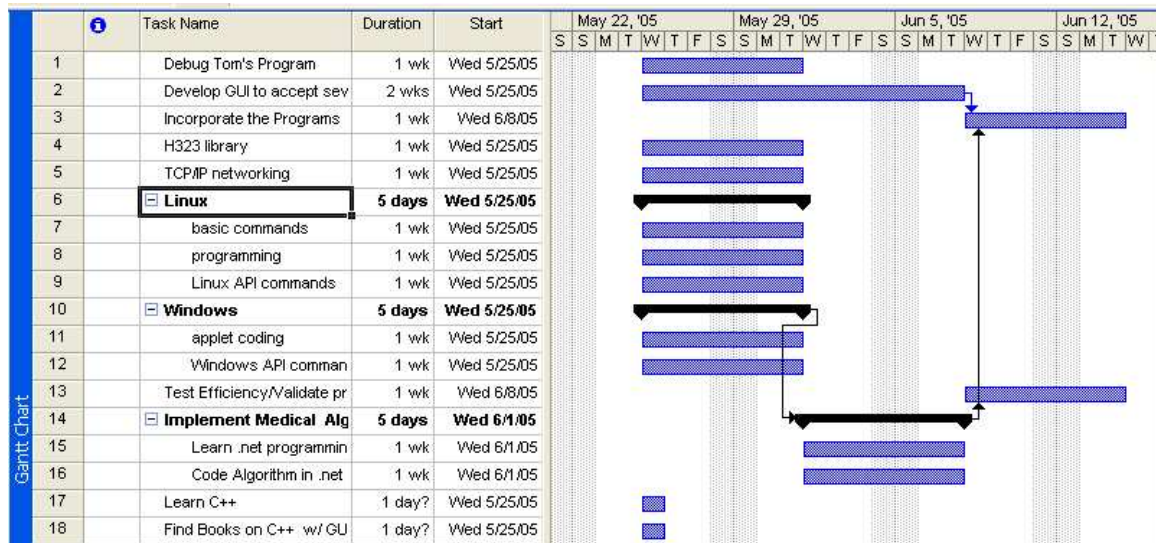 Task Name Duration Start May 22, '05 May 29, '05 Jun 5, '05 Jun 12, '05
S S M T W T F S S M T W T F S S M T W T F S S M T W
1 Debug Tom's Program 1 wk Wed 5/25/05
2 Develop GUI to accept sev 2 wks Wed 5/25/05
3 Incorporate the Programs 1 wk Wed 6/8/05
4 H323 library 1 wk Wed 5/25/05
5 TCP/IP networking 1 wk Wed 5/25/05
6 Linux 5 days Wed 5/25/05
7 basic commands 1 wk Wed 5/25/05
8 programming 1 wk Wed 5/25/05
9 Linux API commands 1 wk Wed 5/25/05
10 Windows 5 days Wed 5/25/05
11 applet coding 1 wk Wed 5/25/05
12 Windows API comman 1 wk Wed 5/25/05
13 Test Efficiency/Validate pr 1 wk Wed 6/8/05
14 Implement Medical Alg 5 days Wed 6/1/05
15 Learn .net programmin 1 wk Wed 6/1/05
16 Code Algorithm in .net 1 wk Wed 6/1/05
17 Learn C++ 1 day? Wed 5/25/05
18 Find Books on C++ w/ GU 1 day? Wed 5/25/05
Gantt Chart